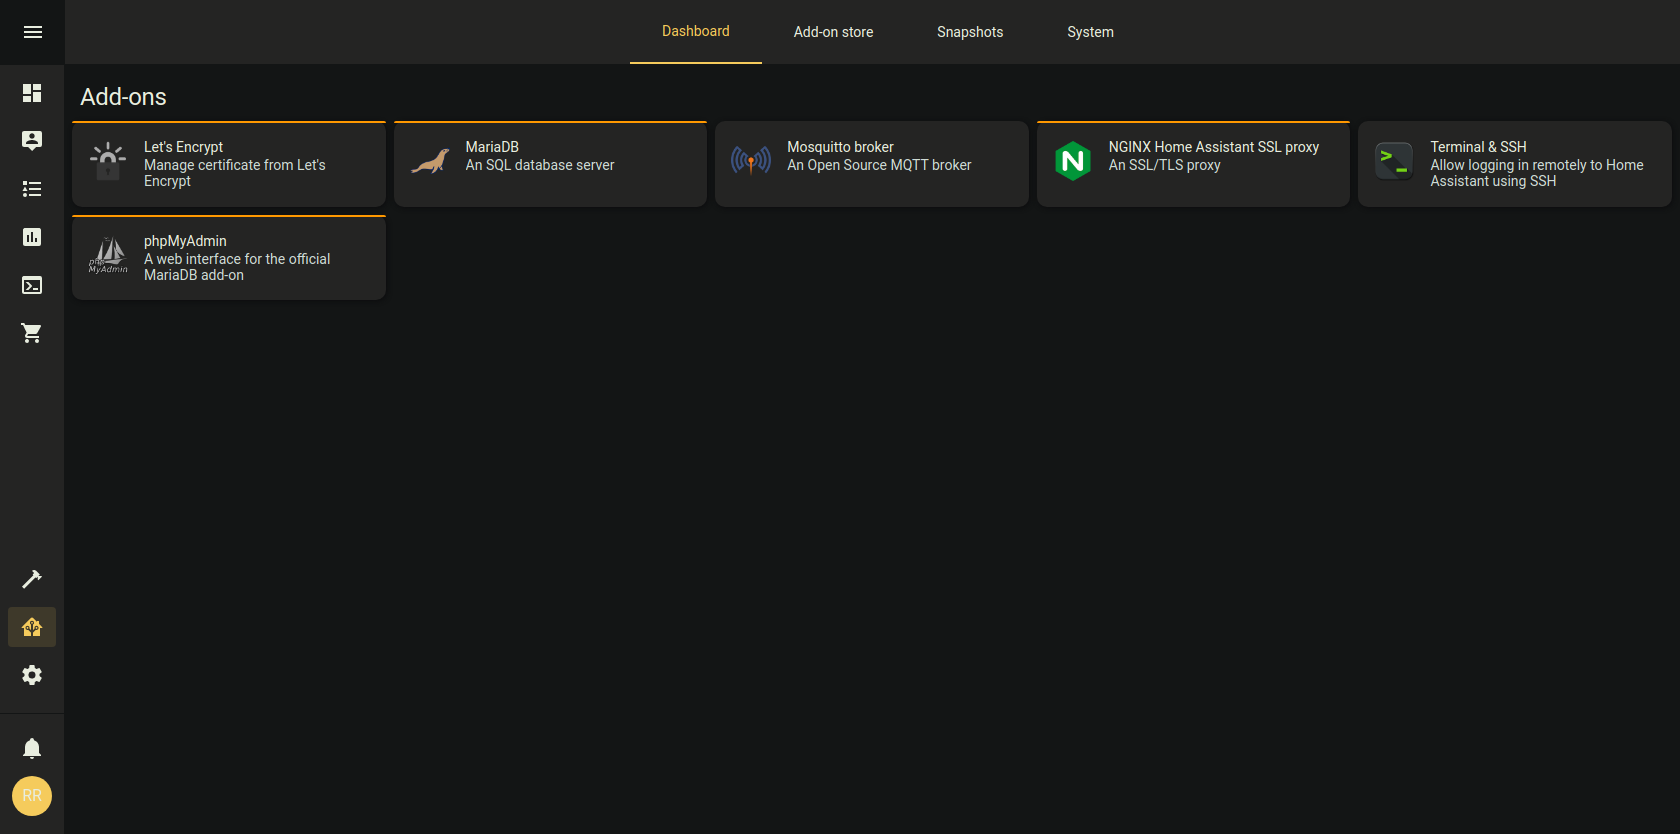 Dashboard
Add-on store
Snapshots
System
Add-ons
Let's Encrypt
Manage certificate from Let's
Encrypt
MariaDB
An SQL database server
Mosquitto broker
An Open Source MQTT broker
NGINX Home Assistant SSL proxy
An SSL/TLS proxy
Terminal & SSH
Allow logging in remotely to Home
Assistant using SSH
php
MyAdmin
phpMyAdmin
A web interface for the official
MariaDB add-on
RR